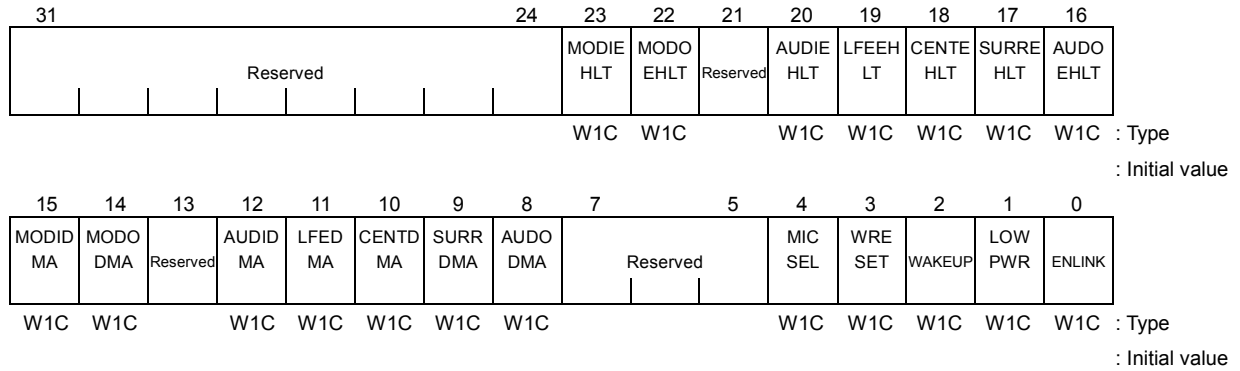 31 24 23 22 21 20 19 18 17 16
Reserved MODIE HLT MODO EHLT Reserved AUDIE HLT LFEEH LT CENTE HLT SURRE HLT AUDO EHLT
W1C W1C W1C W1C W1C W1C W1C : Type
: Initial value
15 14 13 12 11 10 9 8 7 5 4 3 2 1 0
MODID MA MODO DMA Reserved AUDID MA LFED MA CENTD MA SURR DMA AUDO DMA Reserved MIC SEL WRE SET WAKEUP LOW PWR ENLINK
W1C W1C W1C W1C W1C W1C W1C W1C W1C W1C W1C W1C : Type
: Initial value